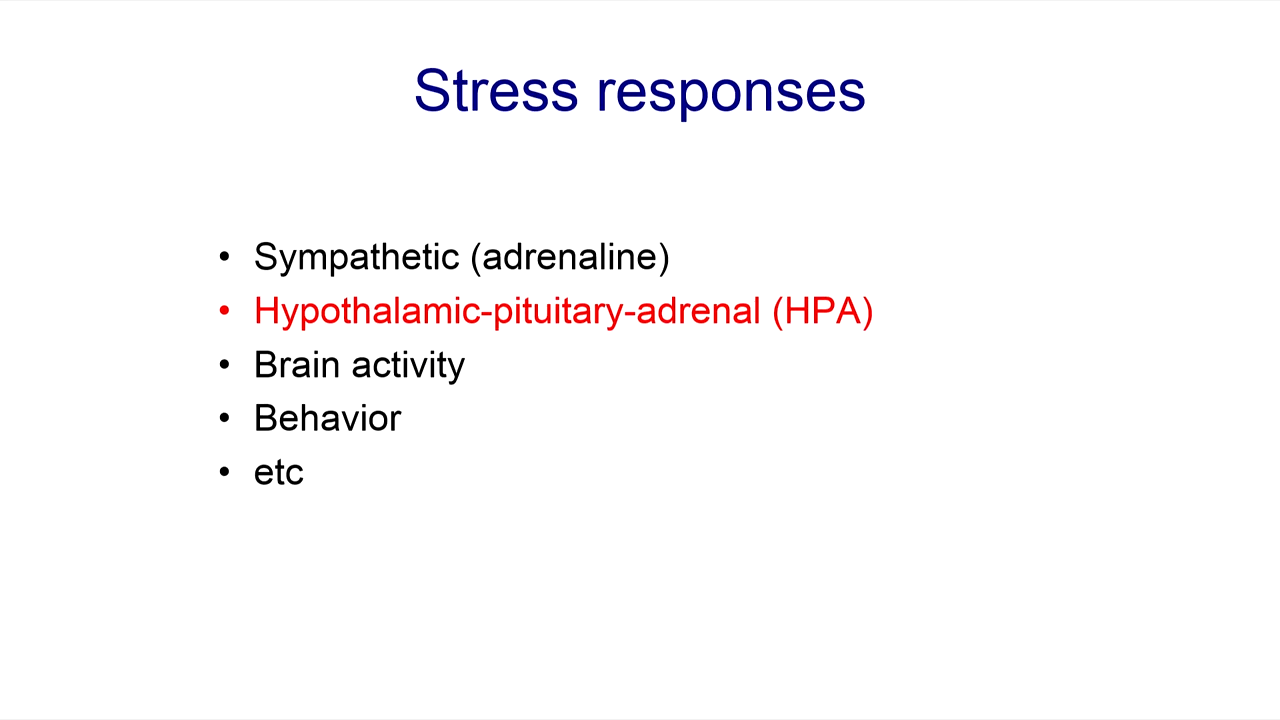 Stress responses
• Sympathetic (adrenaline)
• Hypothalamic-pituitary-adrenal (HPA)
• Brain activity
• Behavior
• etc